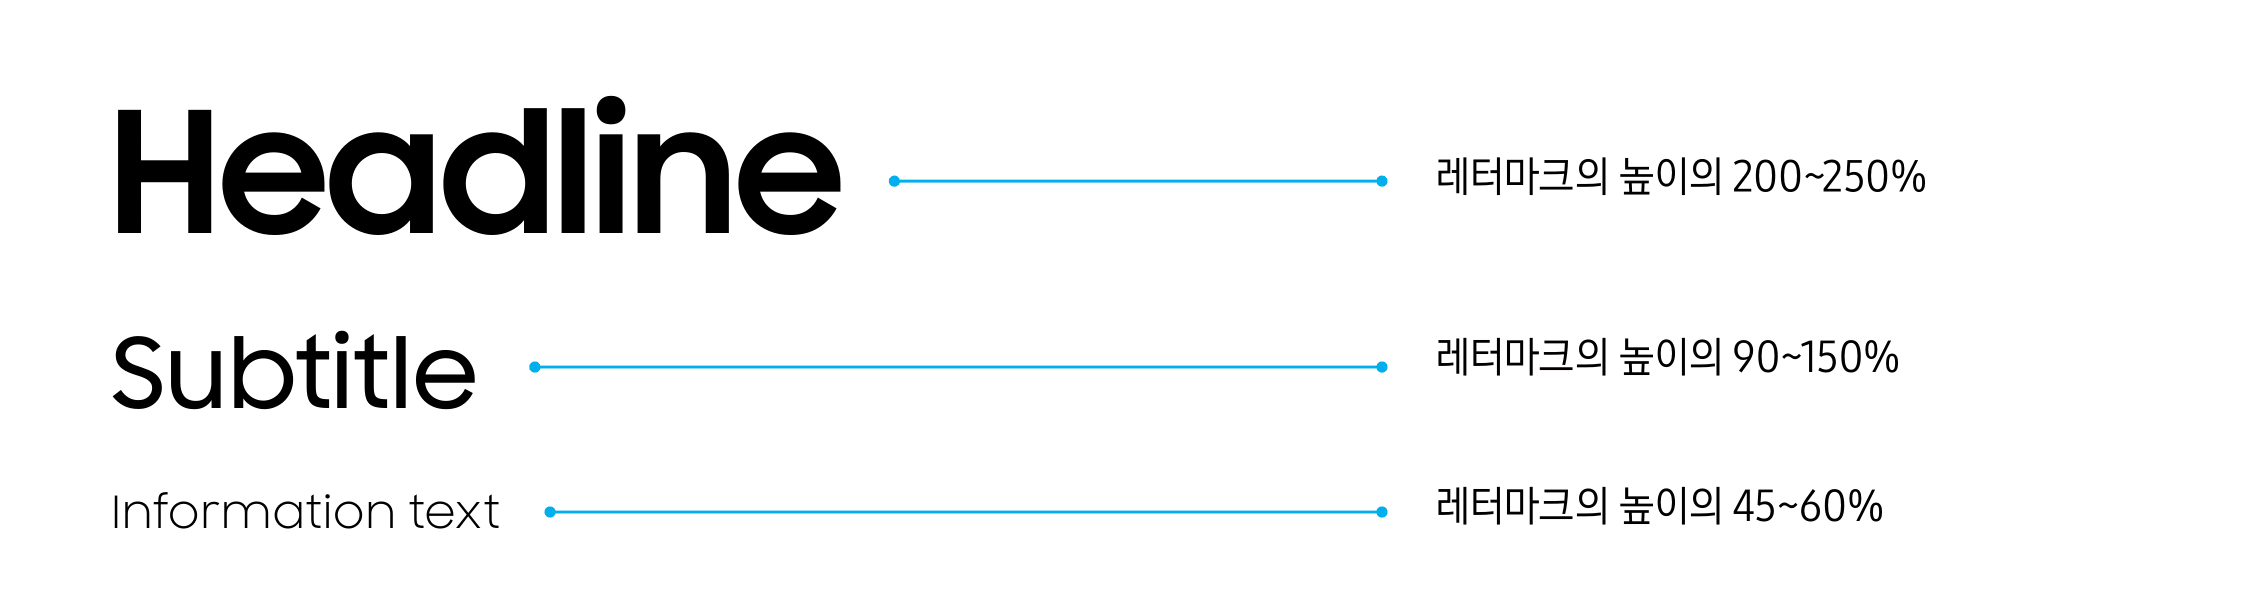 Headline 레터마크의 높이의 200~250%
Subtitle 레터마크의 높이의 90~150%
Information text 레터마크의 높이의 45~60%